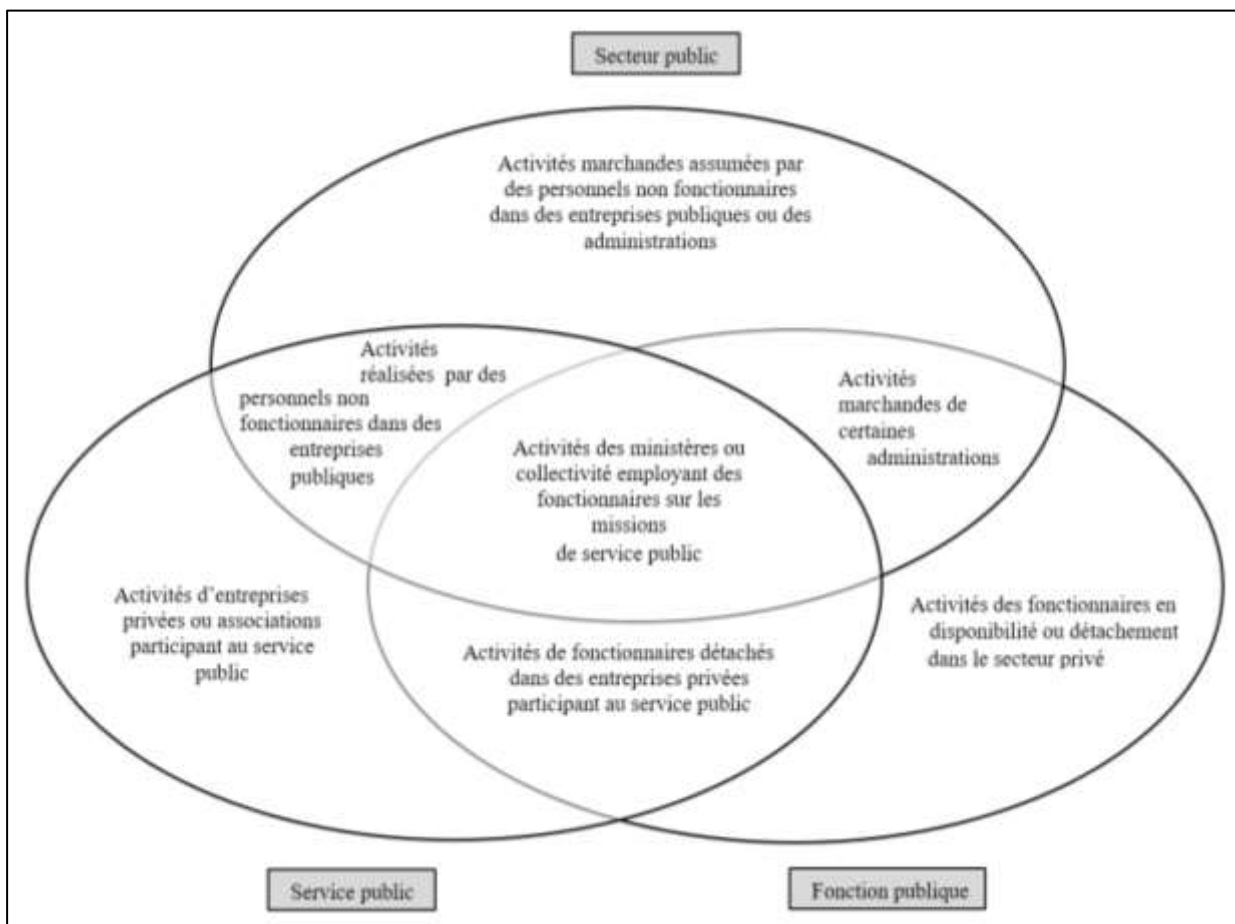 Secteur public
Activités marchandes assumées par
des personnels non fonctionnaires
dans des entreprises publiques ou des
administrations
Activités
réalisées par des
personnels non
fonctionnaires dans des
entreprises
publiques
Activités
marchandes de
certaines
administrations
Activités des ministères ou
collectivité employant des
fonctionnaires sur les
missions
de service public
Activités d'entreprises
privées ou associations
participant au service
public
Activités de fonctionnaires détachés
dans des entreprises privées
participant au service public
Activités des fonctionnaires en
disponibilité ou détachement
dans le secteur privé
Service public
Fonction publique